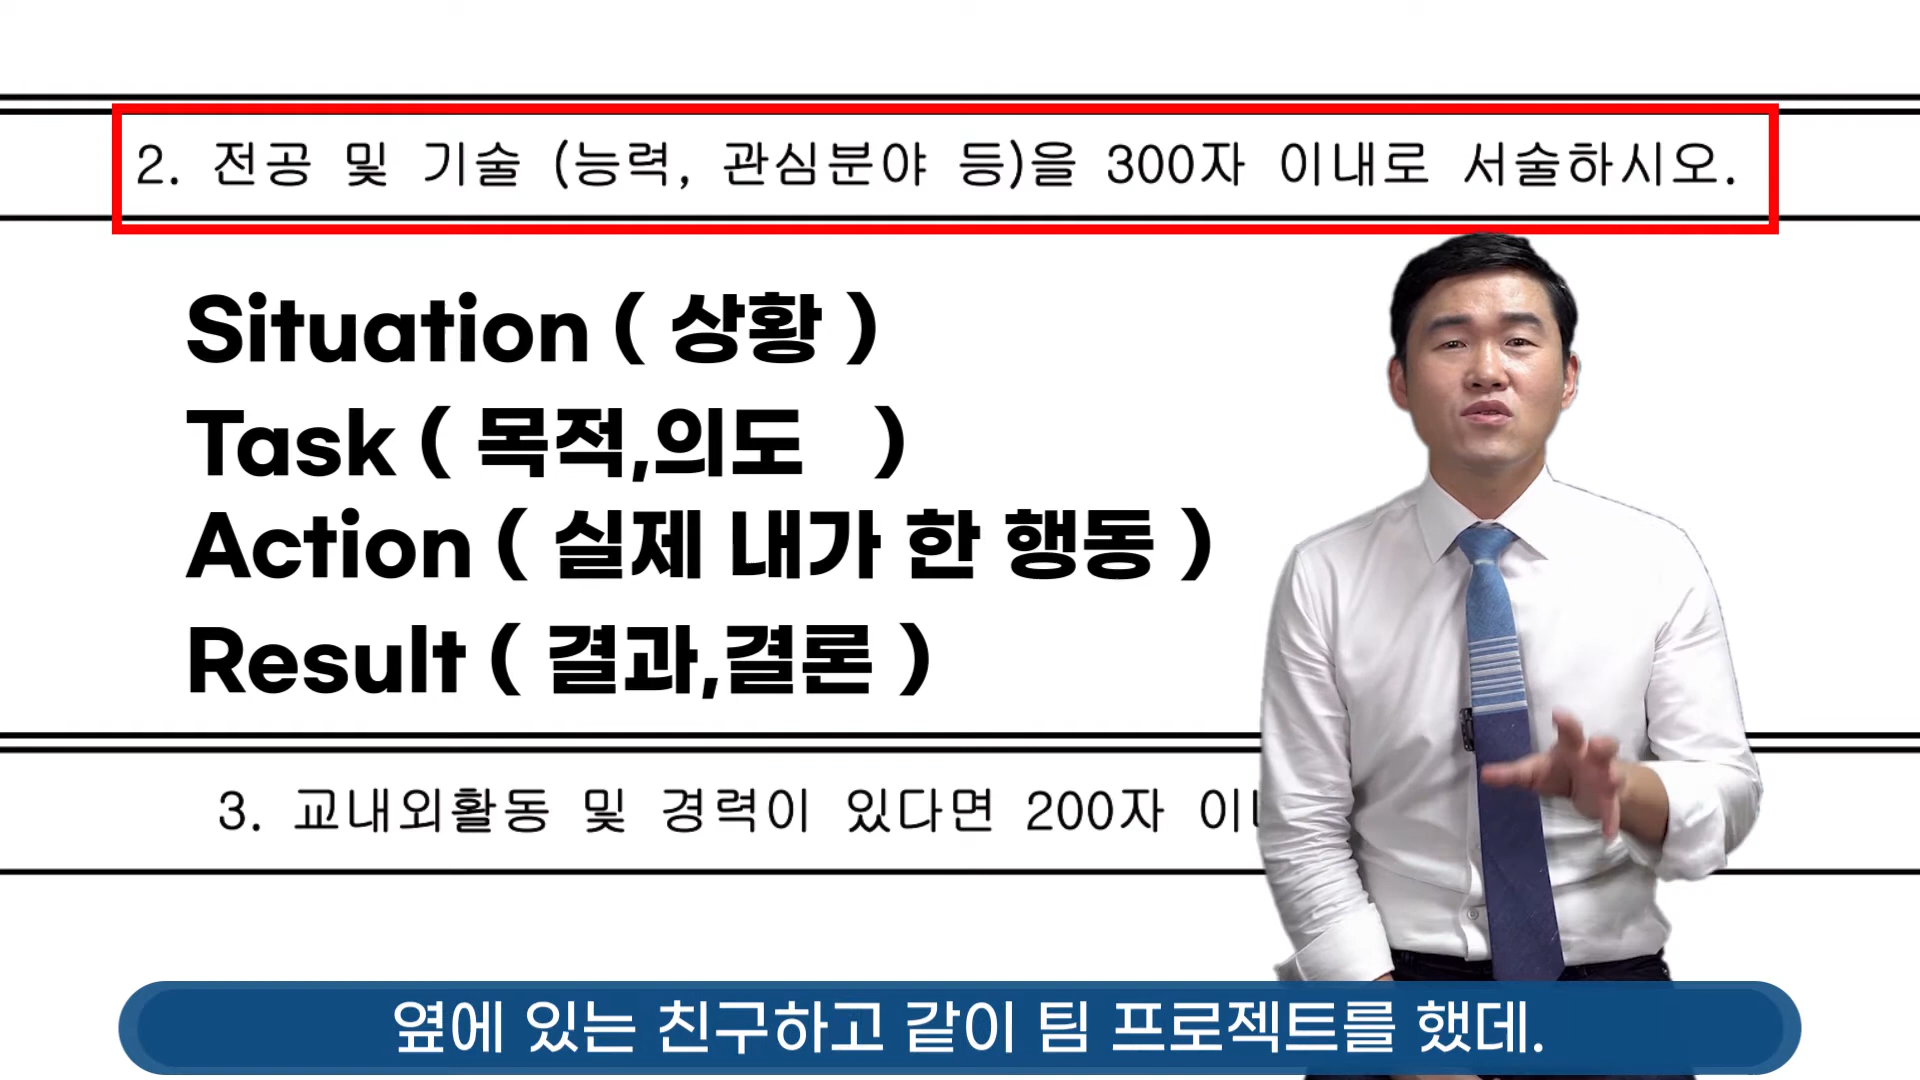 2. 전공 및 기술 (능력, 관심분야 등)을 300자 이내로 서술하시오.
Situation ( 상황 )
Task ( 목적,의도 )
Action ( 실제 내가 한 행동 )
Result ( 결과,결론 )
3. 교내외활동 및 경력이 있다면 200자
옆에 있는 친구하고 같이 팀 프로젝트를 했데.